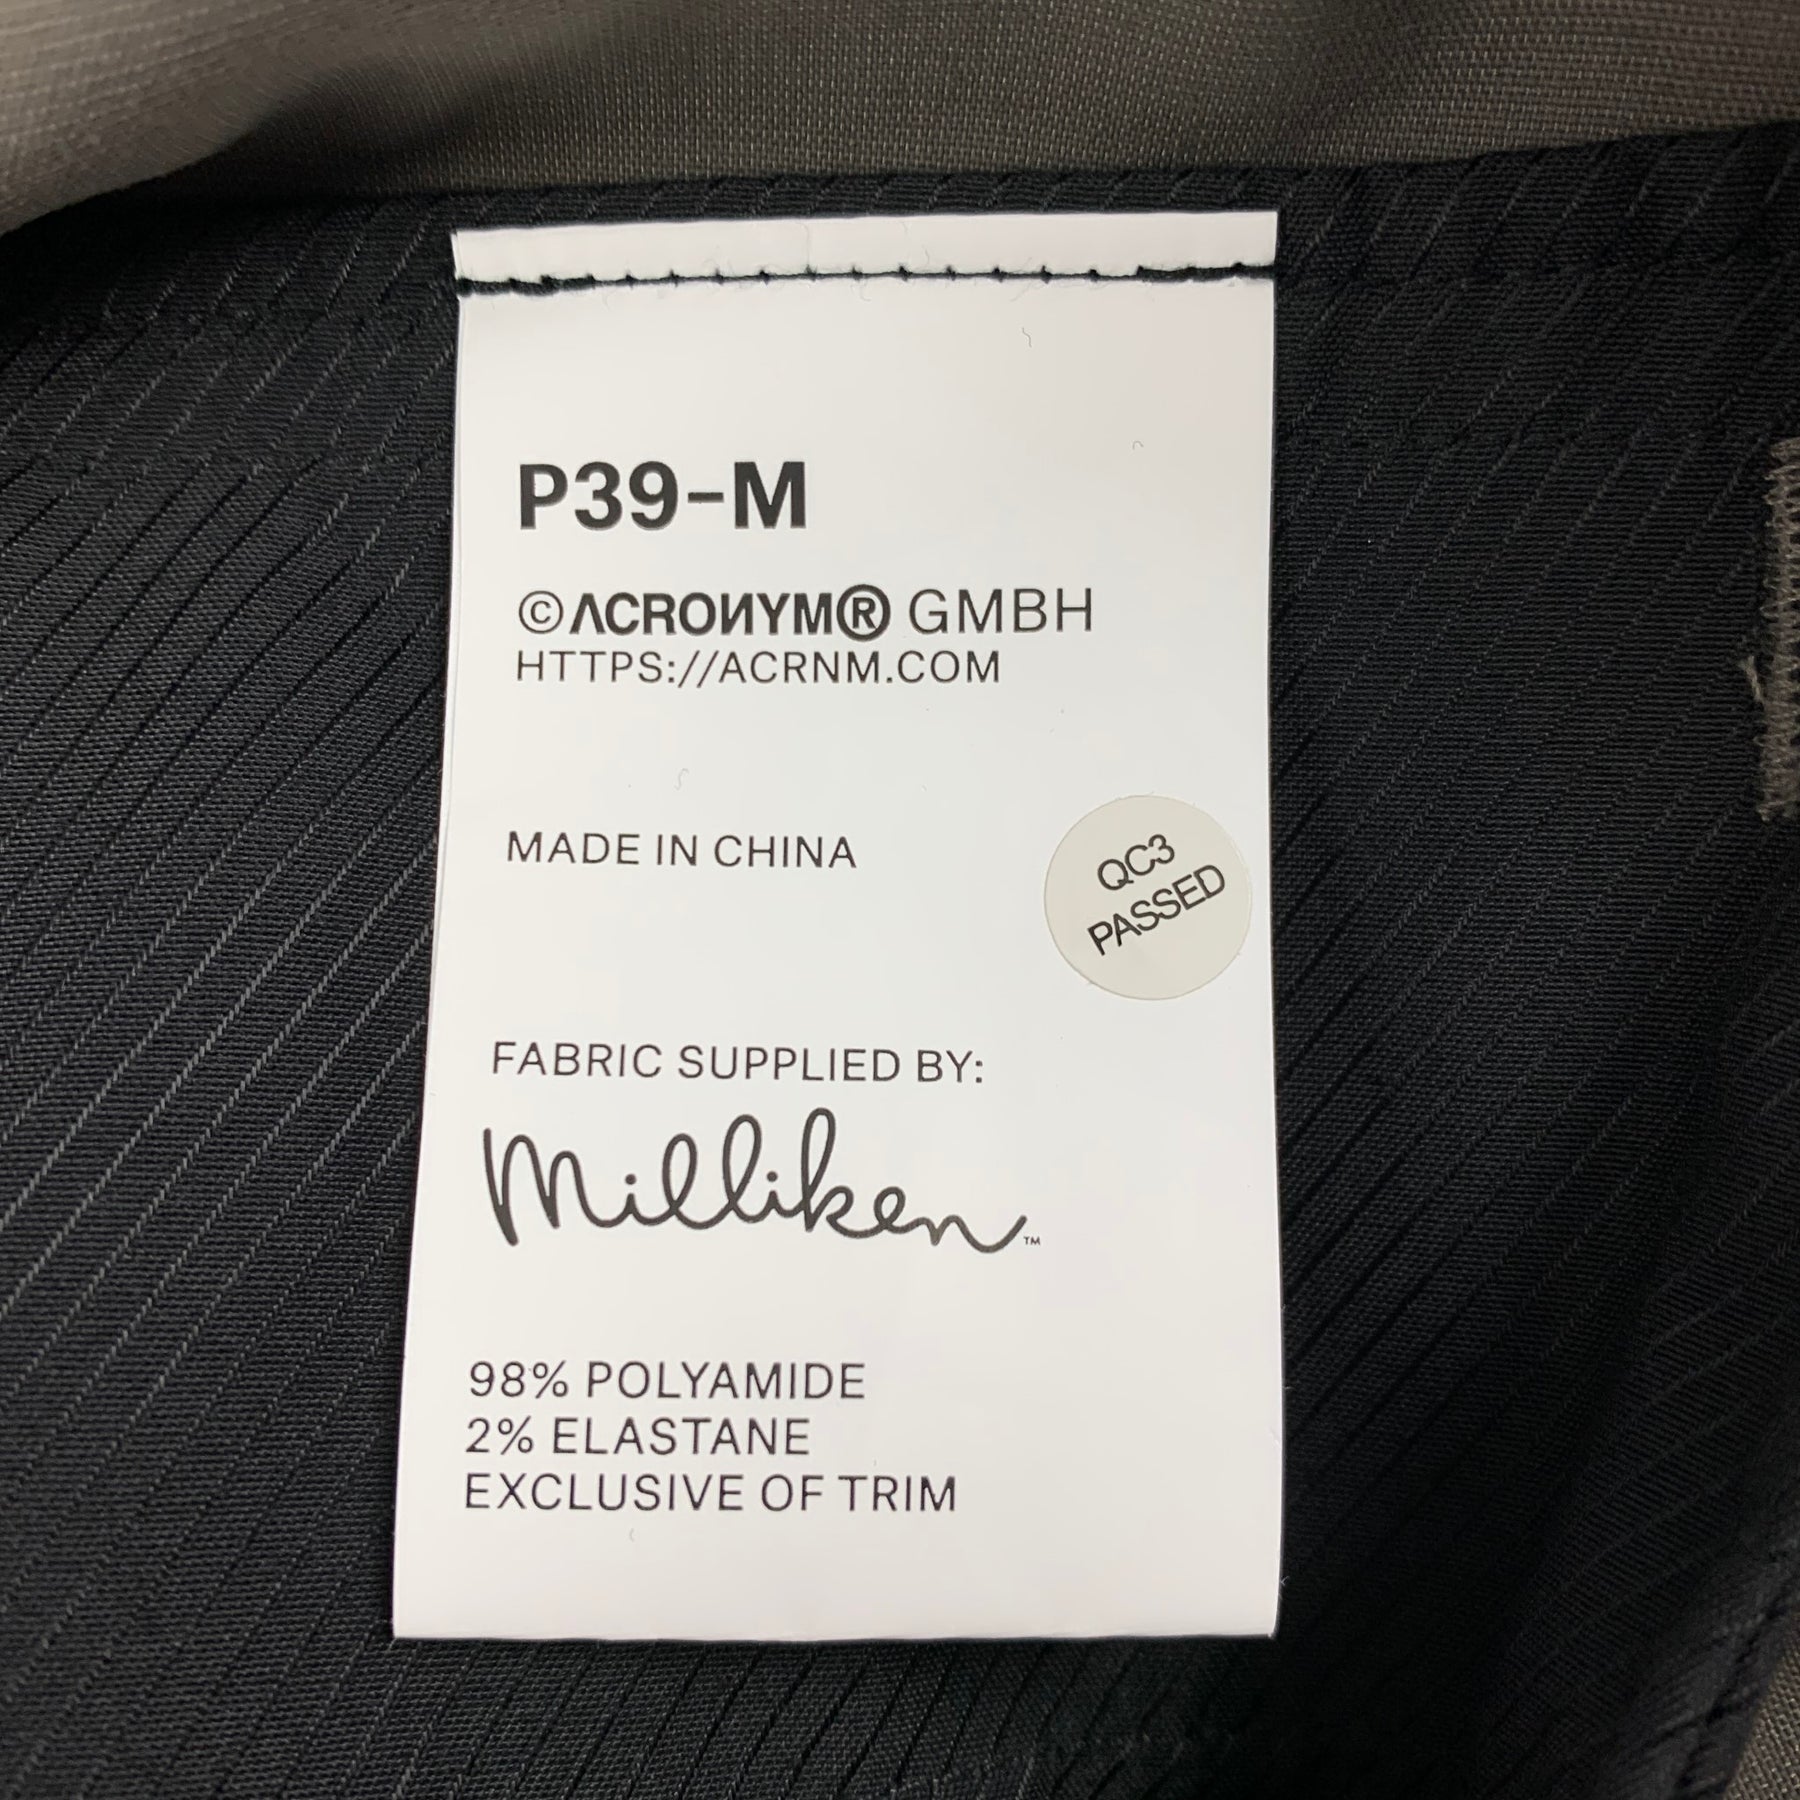 P39-M
©ACRONYM® GMBH
HTTPS://ACRNM.COM
MADE IN CHINA
QC3
PASSED
FABRIC SUPPLIED BY:
Milliken™
98% POLYAMIDE
2% ELASTANE
EXCLUSIVE OF TRIM